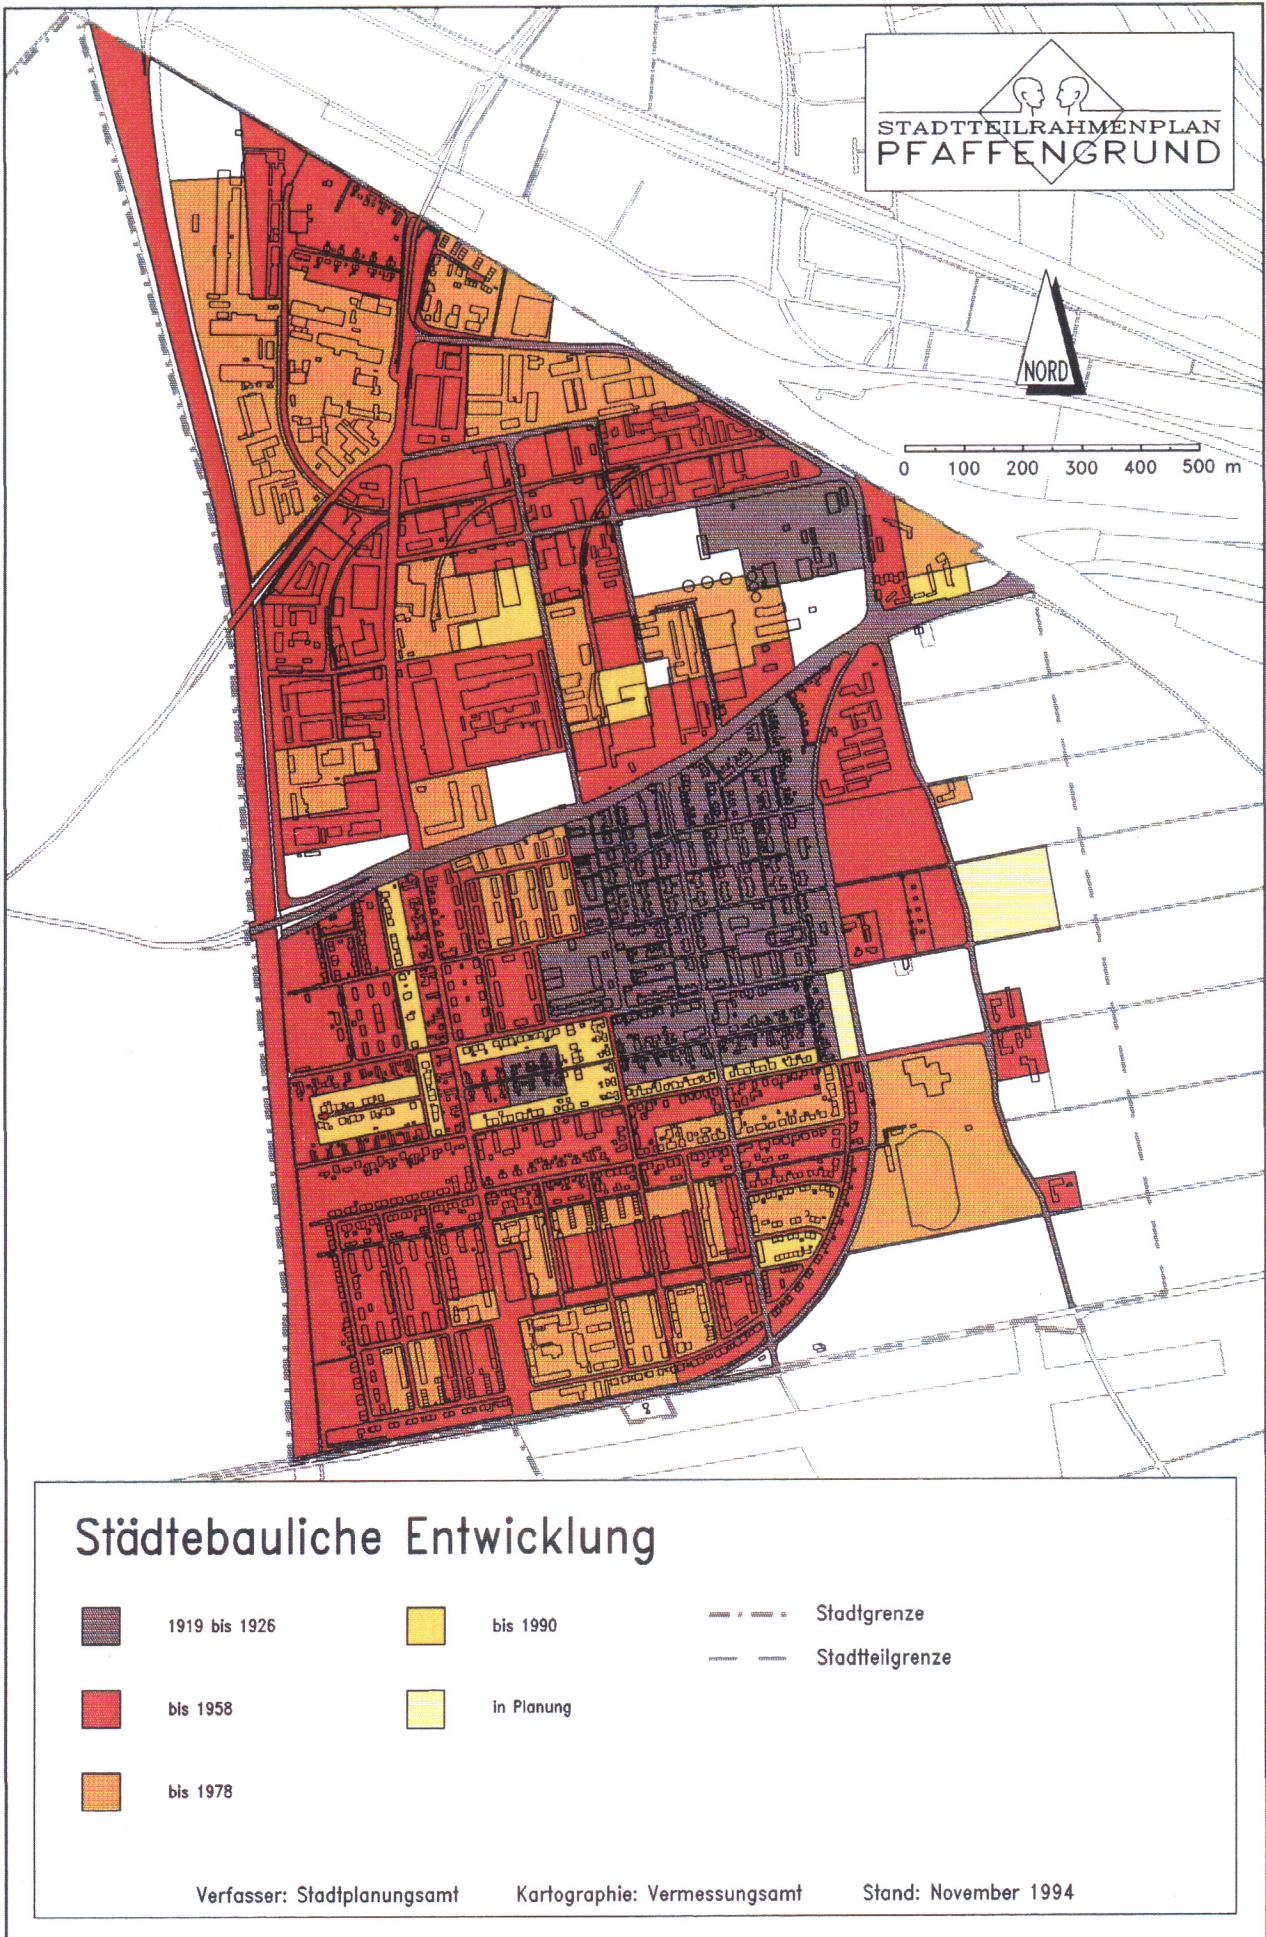 STADTTEILRAHMENPLAN
PFAFFENGRUND
NORD
0 100 200 300 400 500 m
Städtebauliche Entwicklung
1919 bis 1926
bis 1958
bis 1978
bis 1990
in Planung
Stadtgrenze
Stadtteilgrenze
Verfasser: Stadtplanungsamt Kartographie: Vermessungsamt Stand: November 1994